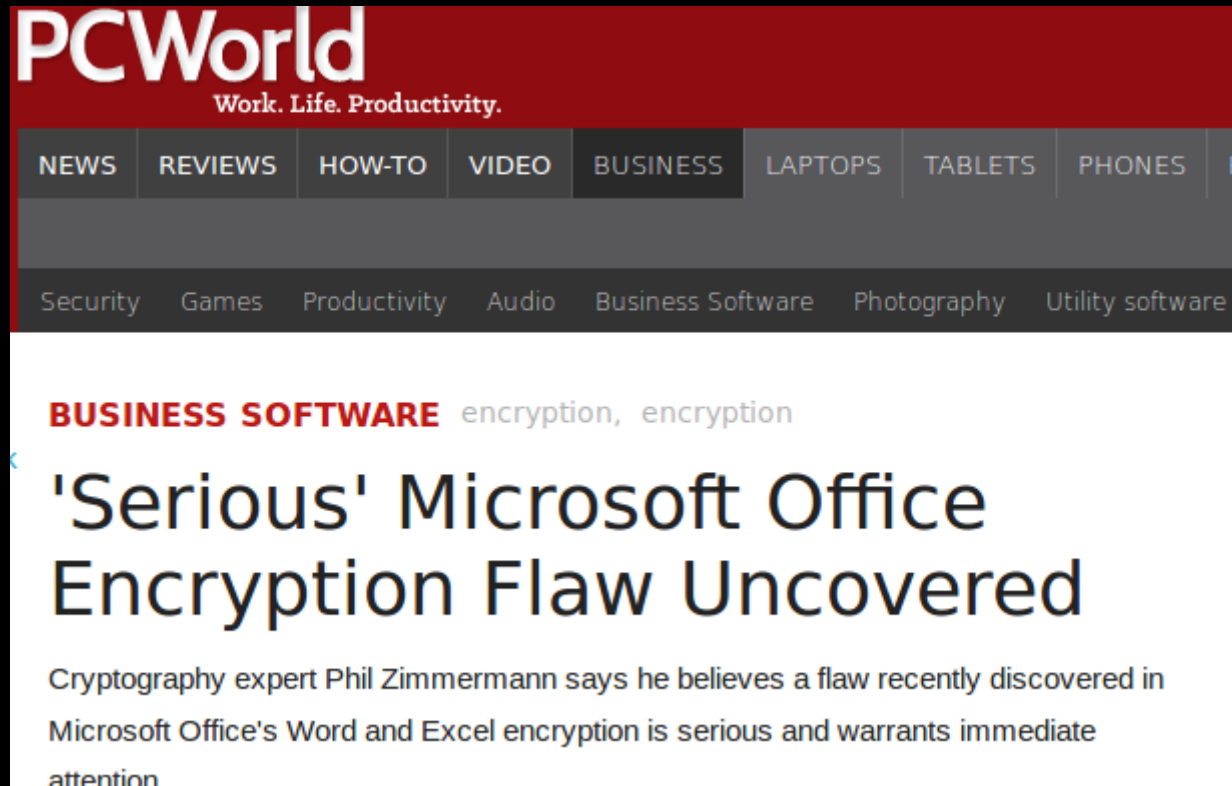 PCWorld
Work. Life. Productivity.
NEWS REVIEWS HOW-TO VIDEO BUSINESS LAPTOPS TABLETS PHONES
Security Games Productivity Audio Business Software Photography Utility software
BUSINESS SOFTWARE encryption, encryption
'Serious' Microsoft Office
Encryption Flaw Uncovered
Cryptography expert Phil Zimmermann says he believes a flaw recently discovered in
Microsoft Office's Word and Excel encryption is serious and warrants immediate
attention